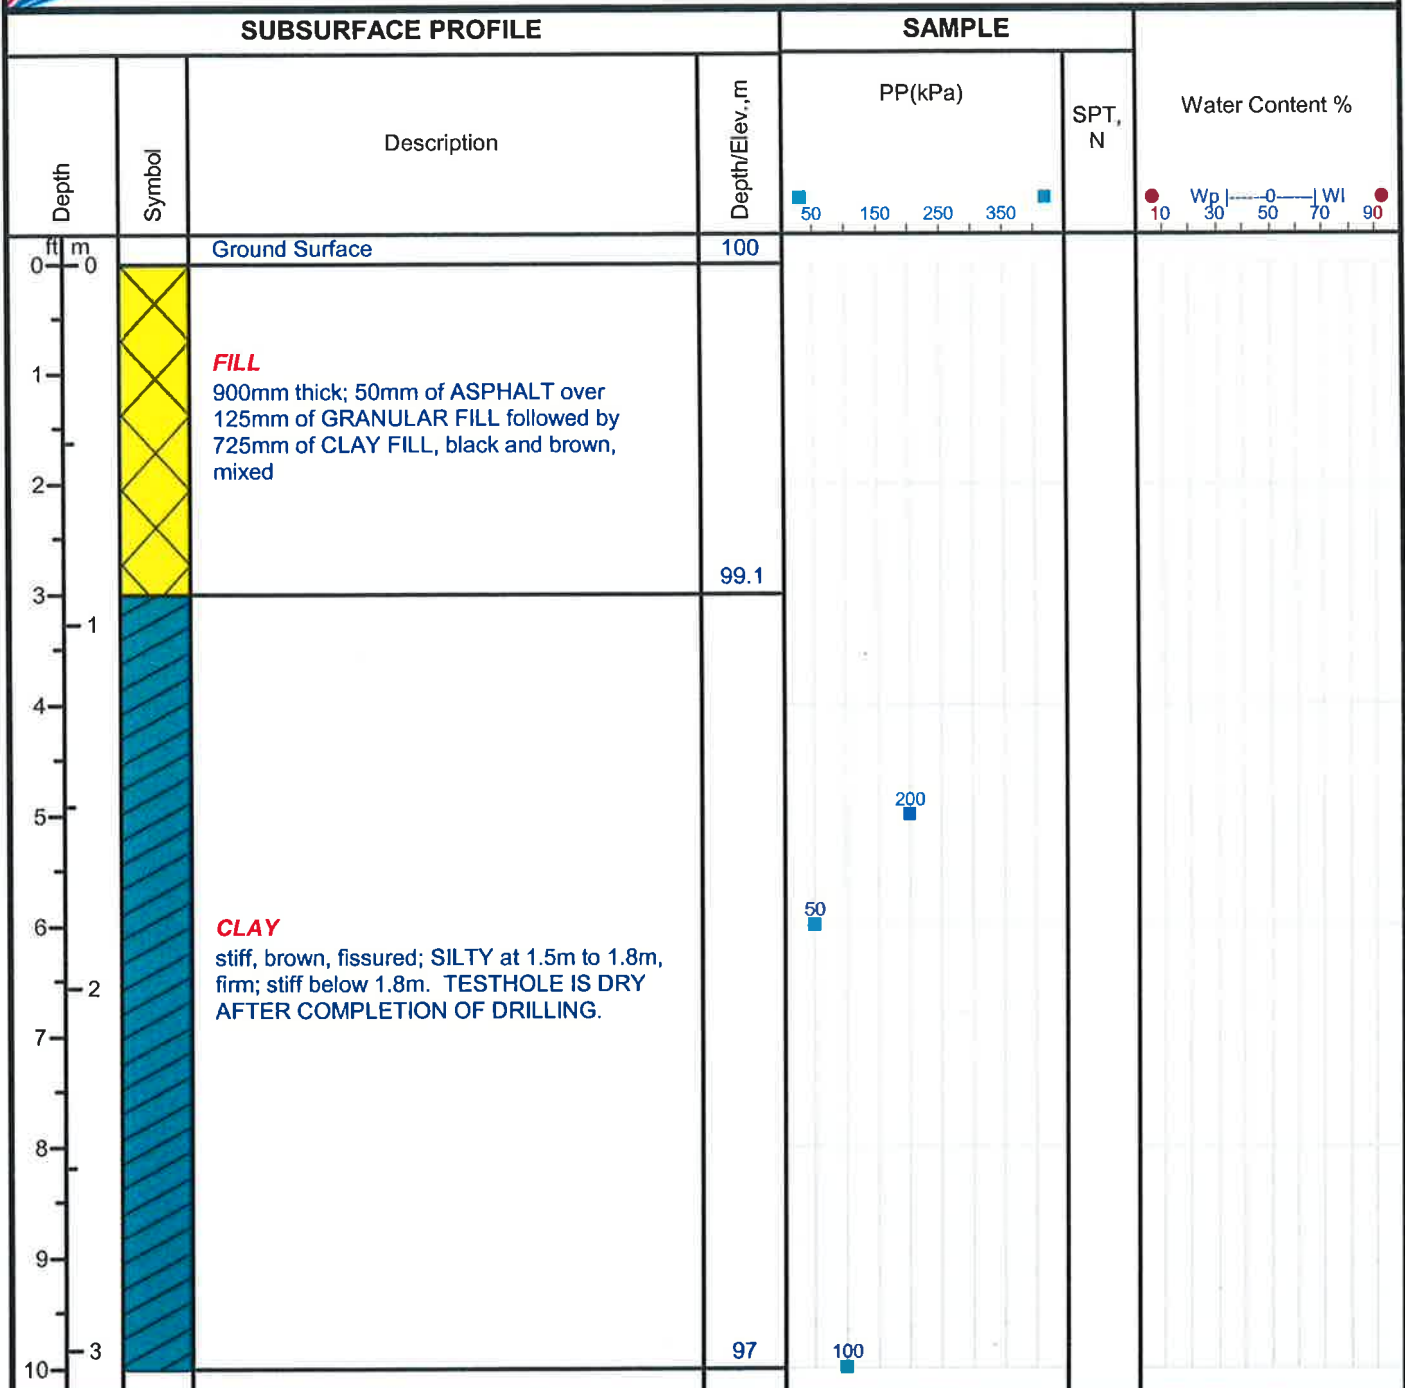 SUBSURFACE PROFILE
SAMPLE
Depth
Symbol
Description
Depth/Elev.,m
PP(kPa)
SPT,
N
Water Content %
50 150 250 350
Wp |-----0-----| Wl
10 30 50 70 90
ft m
Ground Surface
100
0 0
FILL
900mm thick; 50mm of ASPHALT over
125mm of GRANULAR FILL followed by
725mm of CLAY FILL, black and brown,
mixed
1
2
99.1
3
1
4
200
5
50
6
CLAY
stiff, brown, fissured; SILTY at 1.5m to 1.8m,
firm; stiff below 1.8m. TESTHOLE IS DRY
AFTER COMPLETION OF DRILLING.
2
7
8
9
97
100
3
10